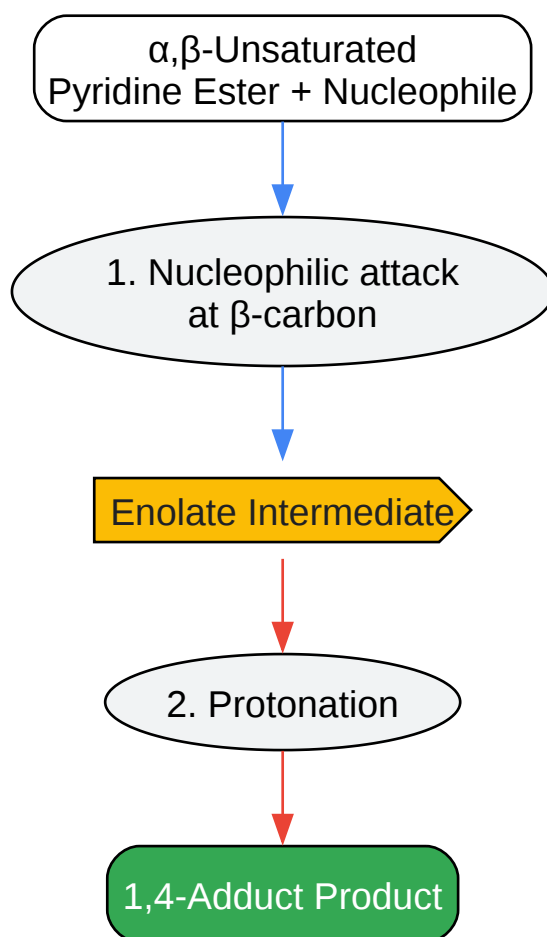 α,β-Unsaturated
Pyridine Ester + Nucleophile
1. Nucleophilic attack
at β-carbon
Enolate Intermediate
2. Protonation
1,4-Adduct Product